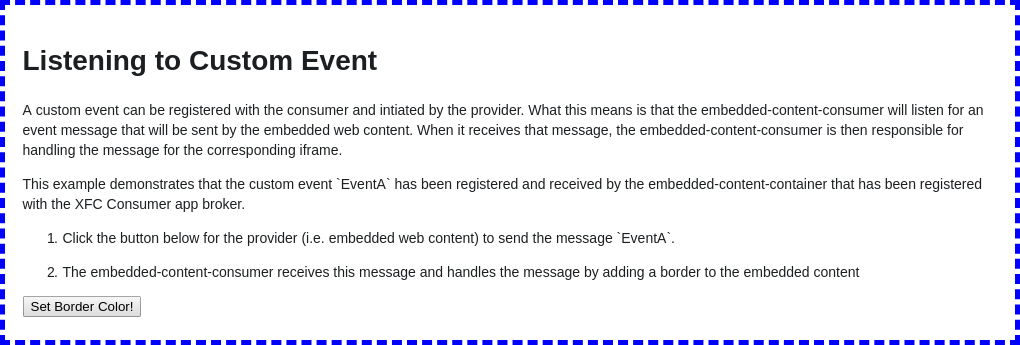 Listening to Custom Event
A custom event can be registered with the consumer and intiated by the provider. What this means is that the embedded-content-consumer will listen for an
event message that will be sent by the embedded web content. When it receives that message, the embedded-content-consumer is then responsible for
handling the message for the corresponding iframe.
This example demonstrates that the custom event `EventA` has been registered and received by the embedded-content-container that has been registered
with the XFC Consumer app broker.
1. Click the button below for the provider (i.e. embedded web content) to send the message `EventA`.
2. The embedded-content-consumer receives this message and handles the message by adding a border to the embedded content
Set Border Color!